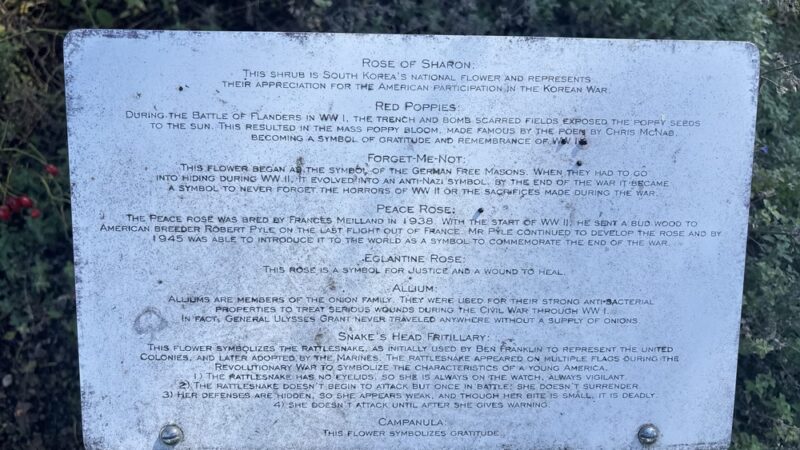 Rose of Sharon:
This shrub is South Korea's national flower and represents
their appreciation for the American participation in the Korean War.
Red Poppies:
During the Battle of Flanders in WW I, the trench and bomb scarred fields exposed the poppy seeds
to the sun. This resulted in the mass poppy bloom, made famous by the poem by Chris McNab,
becoming a symbol of gratitude and remembrance of WW
Forget-Me-Not:
This flower began as the symbol of the German Free Masons. When they had to go
into hiding during WW II, it evolved into an anti-Nazi symbol. By the end of the war it became
a symbol to never forget the horrors of WW II or the sacrifices made during the war.
Peace Rose:
The Peace rose was bred by Frances Meilland in 1938. With the start of WW II, he sent a bud wood to
American breeder Robert Pyle on the last flight out of France. Mr Pyle continued to develop the rose and by
1945 was able to introduce it to the world as a symbol to commemorate the end of the war.
Eglantine Rose:
This rose is a symbol for justice and a wound to heal.
Allium:
Alliums are members of the onion family. They were used for their strong anti-bacterial
properties to treat serious wounds during the Civil War through WW I.
In fact, General Ulysses Grant never traveled anywhere without a supply of onions.
Snake's Head Fritillary:
This flower symbolizes the rattlesnake, as initially used by Ben Franklin to represent the united
colonies, and later adopted by the Marines. The rattlesnake appeared on multiple flags during the
Revolutionary War to symbolize the characteristics of a young America.
1) The rattlesnake has no eyelids, so she is always on the watch, always vigilant.
2) The rattlesnake doesn't begin to attack but once in battle; she doesn't surrender.
3) Her defenses are hidden, so she appears weak, and though her bite is small, it is deadly.
4) She doesn't attack until after she gives warning.
Campanula:
This flower symbolizes gratitude.